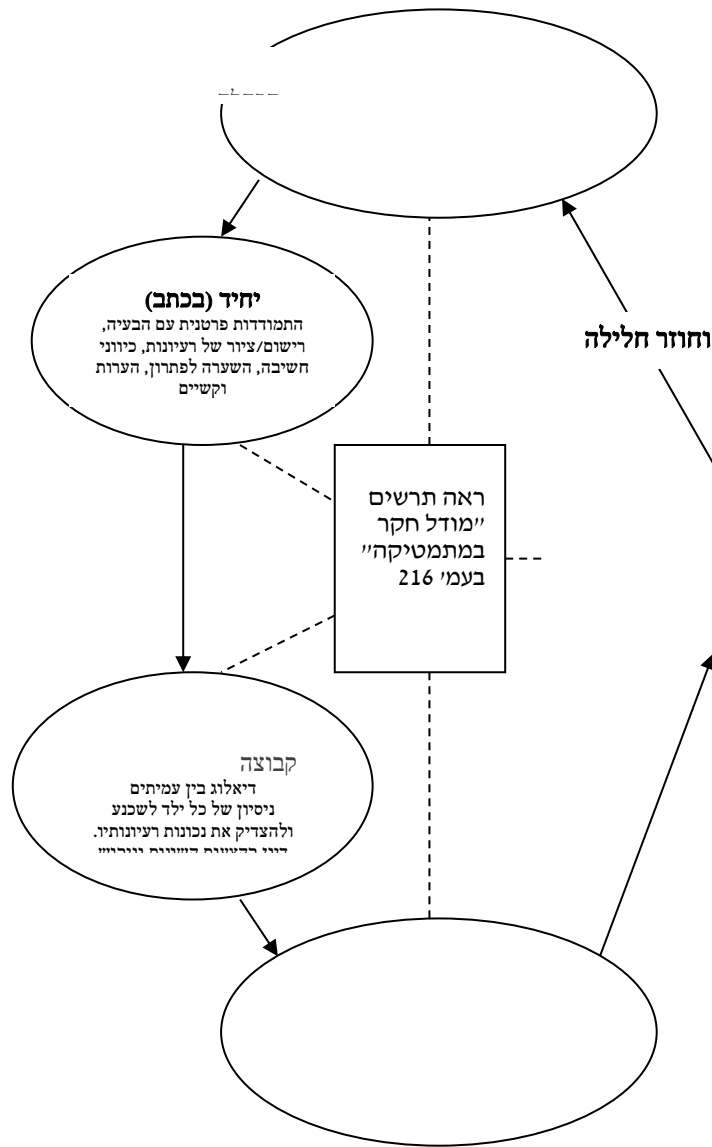 יחיד (בכתב)
התמודדות פרטנית עם הבעיה,
רישום/ציור של רעיונות, כיווני
חשיבה, השערה לפתרון, הערות
וקשיים
וחוזר חלילה
ראה תרשים
"מודל חקר
במתמטיקה"
בעמ' 216
קבוצה
דיאלוג בין עמיתים
ניסיון של כל ילד לשכנע
ולהצדיק את נכונות רעיונותיו.